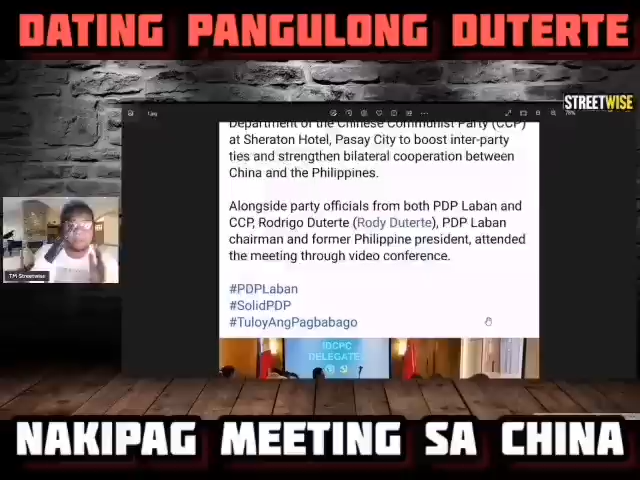 DATING PANGULONG DUTERTE
STREETWISE
Department of the Chinese Communist Party (CCP)
at Sheraton Hotel, Pasay City to boost inter-party
ties and strengthen bilateral cooperation between
China and the Philippines.
Alongside party officials from both PDP Laban and
CCP, Rodrigo Duterte (Rody Duterte), PDP Laban
chairman and former Philippine president, attended
the meeting through video conference.
#PDPLaban
#SolidPDP
#TuloyAngPagbabago
TM Streetwise
IDCPC
DELEGATE
NAKIPAG MEETING SA CHINA